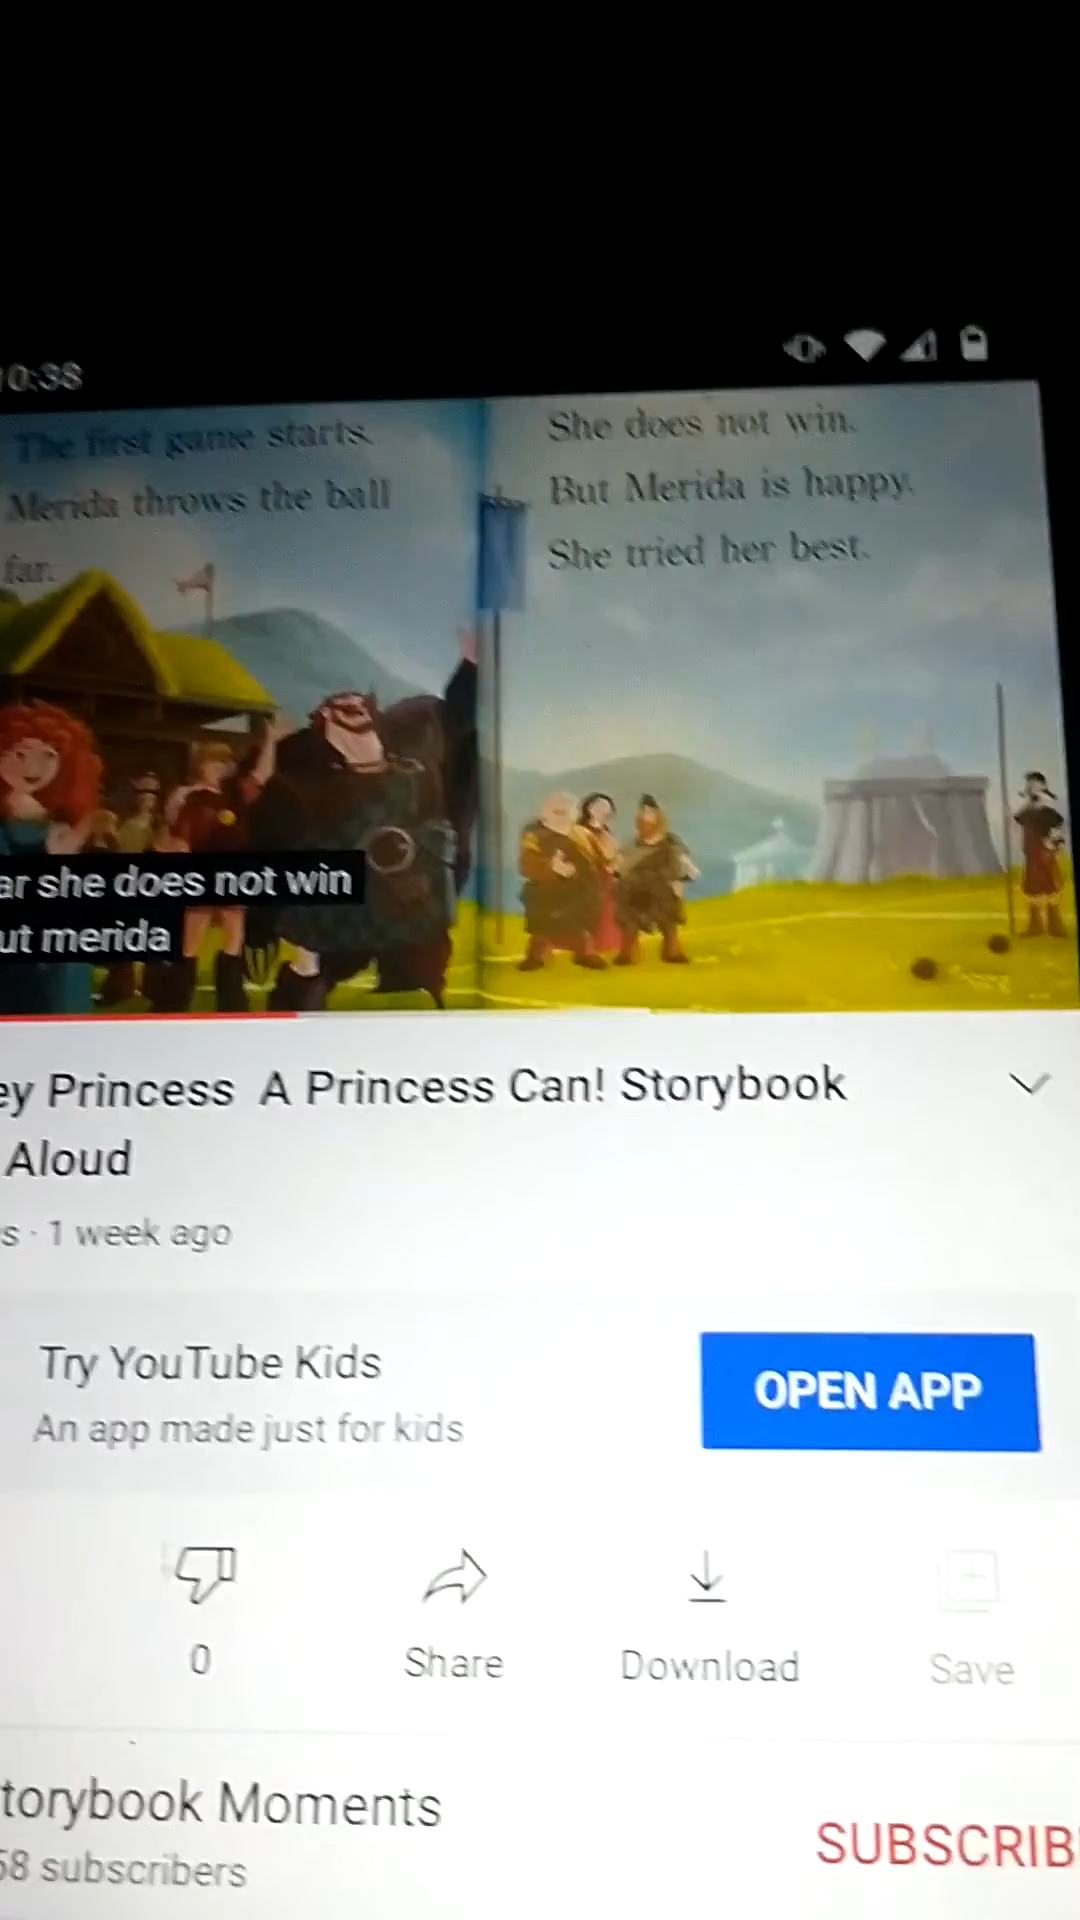 0:38
The first game starts.
Merida throws the ball
far.
She does not win.
But Merida is happy.
She tried her best.
ar she does not win
ut merida
ey Princess A Princess Can! Storybook
Aloud
s · 1 week ago
Try YouTube Kids
An app made just for kids
OPEN APP
0
Share
Download
Save
torybook Moments
58 subscribers
SUBSCRIB